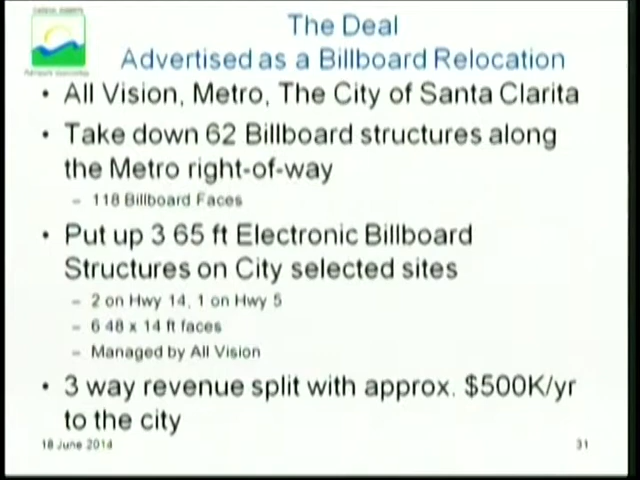 The Deal
Advertised as a Billboard Relocation
• All Vision, Metro, The City of Santa Clarita
• Take down 62 Billboard structures along
the Metro right-of-way
– 118 Billboard Faces
• Put up 3 65 ft Electronic Billboard
Structures on City selected sites
– 2 on Hwy 14, 1 on Hwy 5
– 6 48 x 14 ft faces
– Managed by All Vision
• 3 way revenue split with approx. $500K/yr
to the city
18 June 2014
31